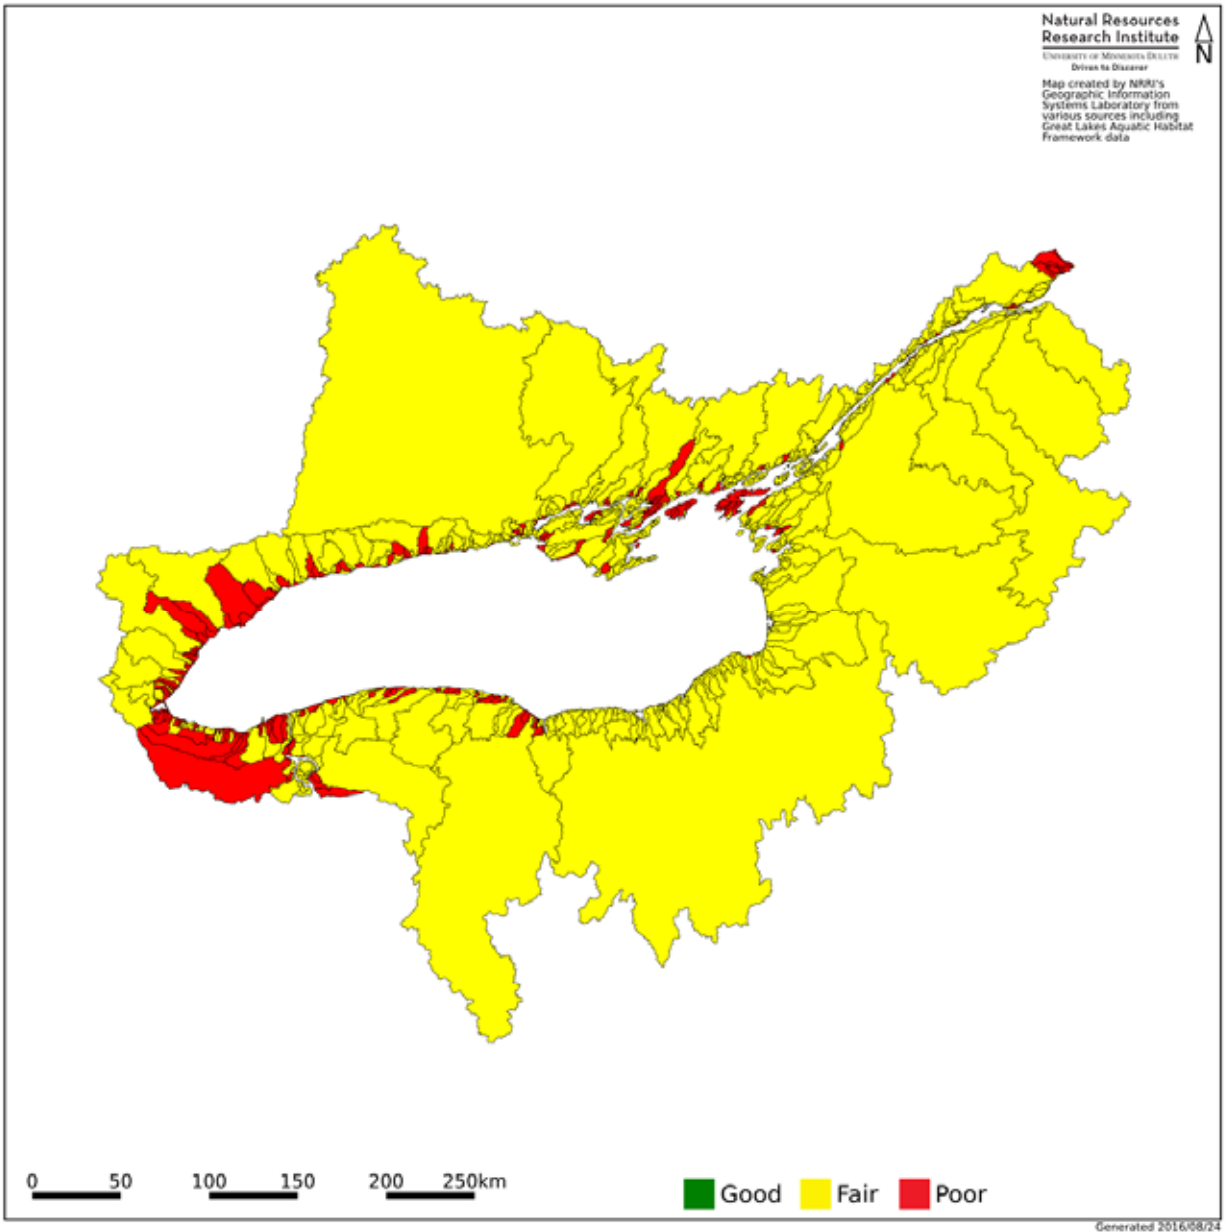 Natural Resources
Research Institute
University of Minnesota Duluth
Driven to Discover
N
Map created by NRRI's
Geographic Information
Systems Laboratory from
various sources including
Great Lakes Aquatic Habitat
Framework data
0 50 100 150 200 250km
Good Fair Poor
Generated 2016/08/24